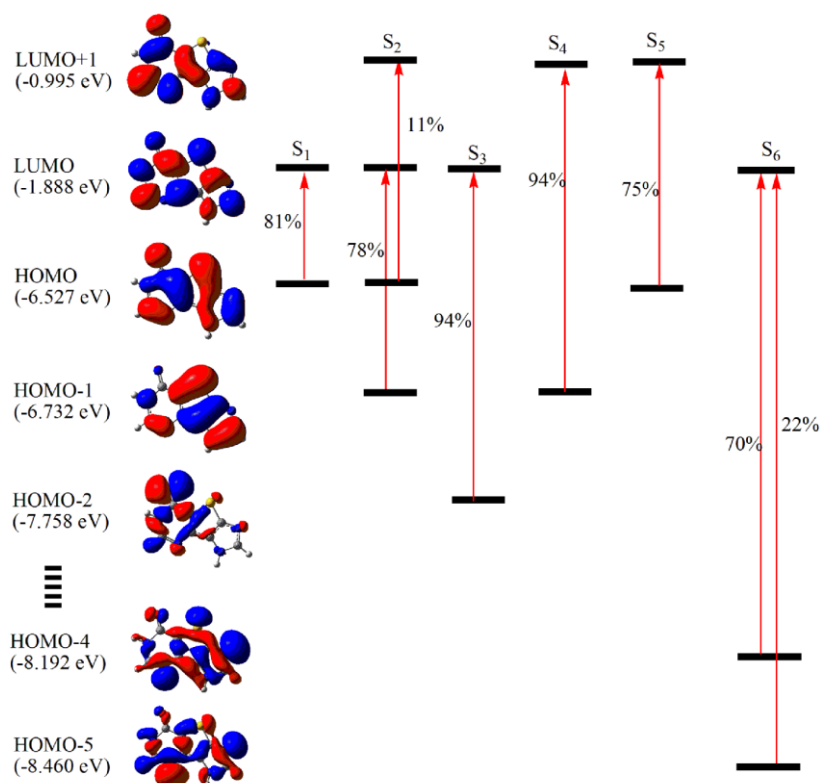 LUMO+1
(-0.995 eV)
LUMO
(-1.888 eV)
HOMO
(-6.527 eV)
HOMO-1
(-6.732 eV)
HOMO-2
(-7.758 eV)
HOMO-4
(-8.192 eV)
HOMO-5
(-8.460 eV)
S1
81%
S2
11%
78%
S3
94%
S4
94%
S5
75%
S6
70%
22%